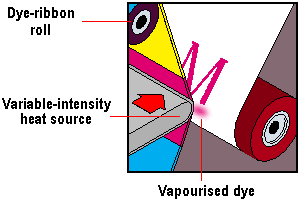 Dye-ribbon
roll
Variable-intensity
heat source
Vapourised dye